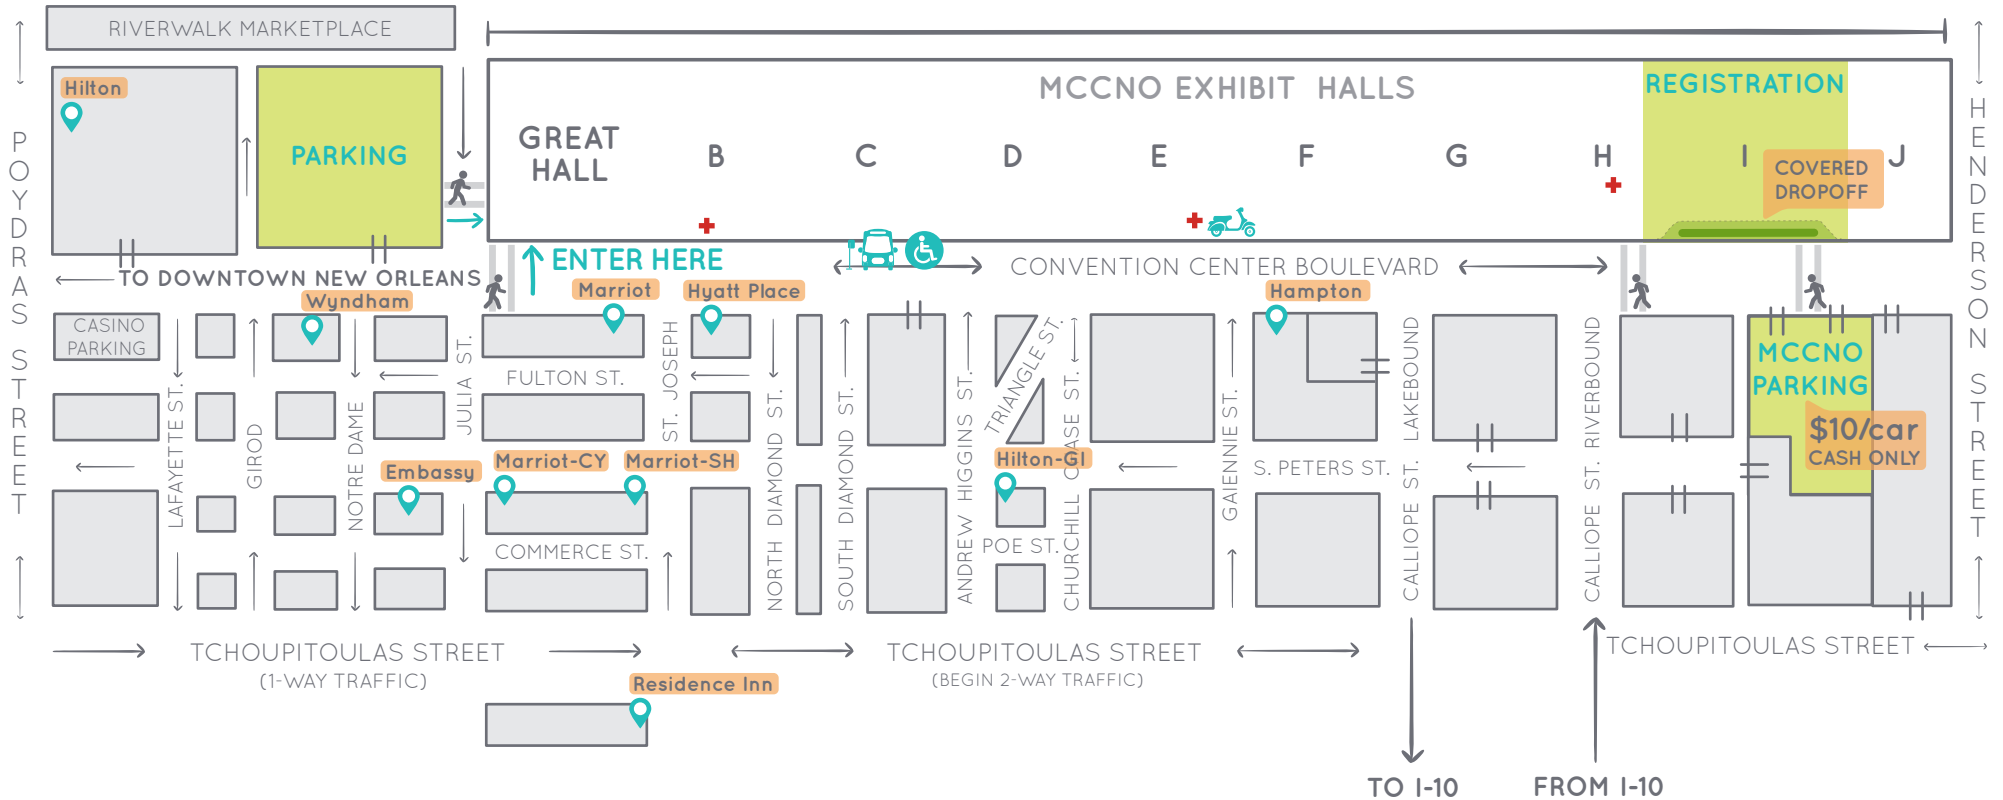 RIVERWALK MARKETPLACE
Hilton
PARKING
MCCNO EXHIBIT HALLS
REGISTRATION
GREAT
HALL
B
C
D
E
F
G
H
I
J
COVERED
DROPOFF
POYDRAS STREET
HENDERSON STREET
TO DOWNTOWN NEW ORLEANS
ENTER HERE
CONVENTION CENTER BOULEVARD
Wyndham
Marriot
Hyatt Place
Hampton
CASINO
PARKING
LAFAYETTE ST.
GIROD
NOTRE DAME
JULIA ST.
FULTON ST.
ST. JOSEPH
NORTH DIAMOND ST.
SOUTH DIAMOND ST.
ANDREW HIGGINS ST.
TRIANGLE ST.
CHURCHILL CASE ST.
GAIENNIE ST.
CALLIOPE ST. LAKEBOUND
CALLIOPE ST. RIVERBOUND
MCCNO
PARKING
$10/car
CASH ONLY
Embassy
Marriot-CY
Marriot-SH
Hilton-GI
S. PETERS ST.
COMMERCE ST.
POE ST.
TCHOUPITOULAS STREET
(1-WAY TRAFFIC)
TCHOUPITOULAS STREET
(BEGIN 2-WAY TRAFFIC)
TCHOUPITOULAS STREET
Residence Inn
TO I-10
FROM I-10